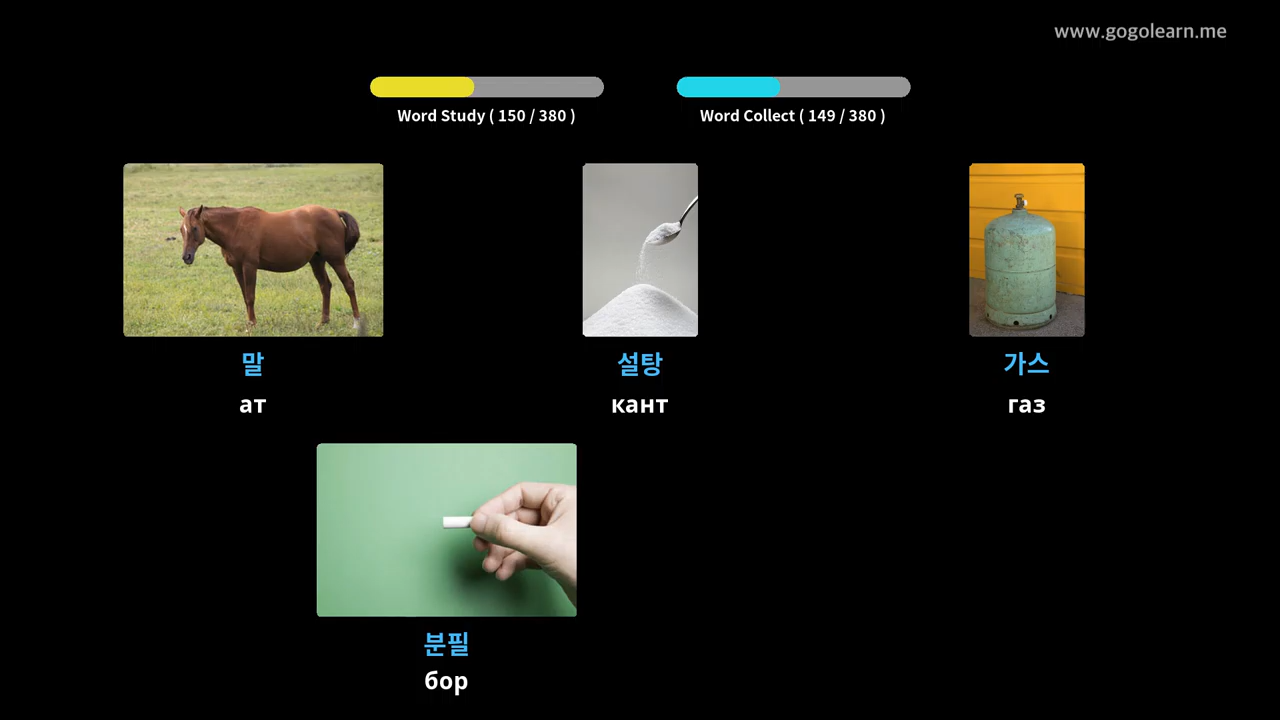 www.gogolearn.me
Word Study ( 150 / 380 )
Word Collect ( 149 / 380 )
말
ат
설탕
кант
가스
газ
분필
бор